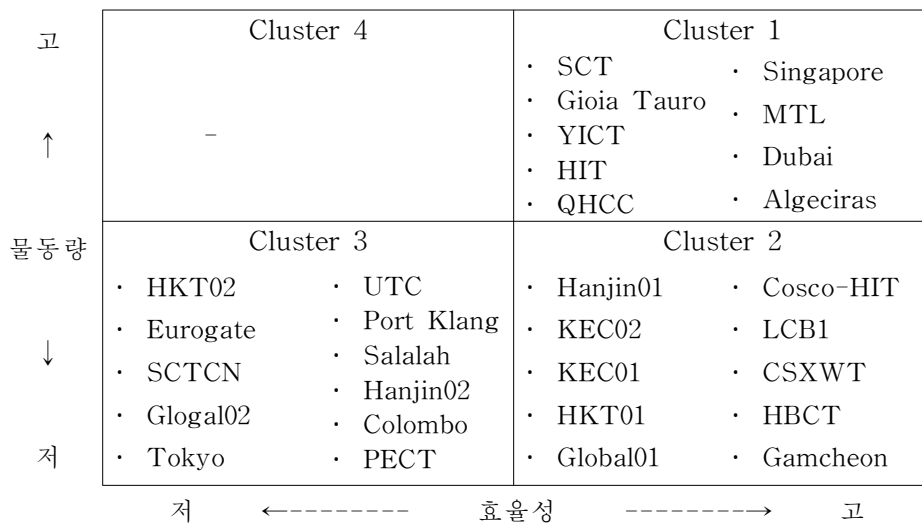 고
↑
물동량
↓
저
Cluster 4
-
Cluster 1
· SCT
· Gioia Tauro
· YICT
· HIT
· QHCC
· Singapore
· MTL
· Dubai
· Algeciras
Cluster 3
· HKT02
· Eurogate
· SCTCN
· Glogal02
· Tokyo
· UTC
· Port Klang
· Salalah
· Hanjin02
· Colombo
· PECT
Cluster 2
· Hanjin01
· KEC02
· KEC01
· HKT01
· Global01
· Cosco-HIT
· LCB1
· CSXWT
· HBCT
· Gamcheon
저 ←--------- 효율성 ---------→ 고